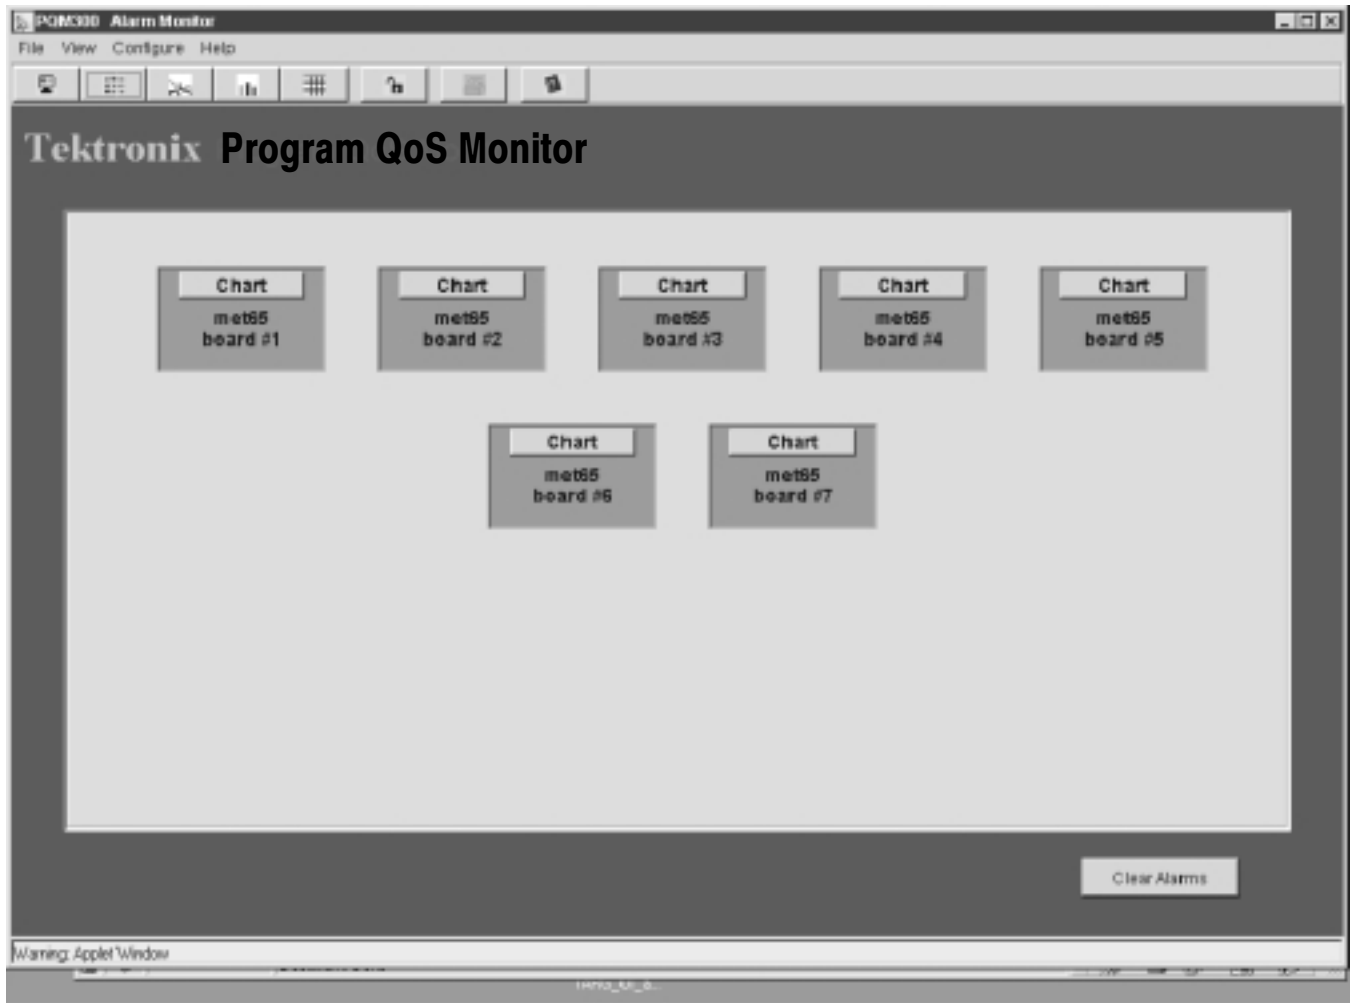 PQM300 Alarm Monitor
File View Configure Help
Tektronix Program QoS Monitor
Chart
met65
board #1
Chart
met65
board #2
Chart
met65
board #3
Chart
met65
board #4
Chart
met65
board #5
Chart
met65
board #6
Chart
met65
board #7
Clear Alarms
Warning: Applet Window